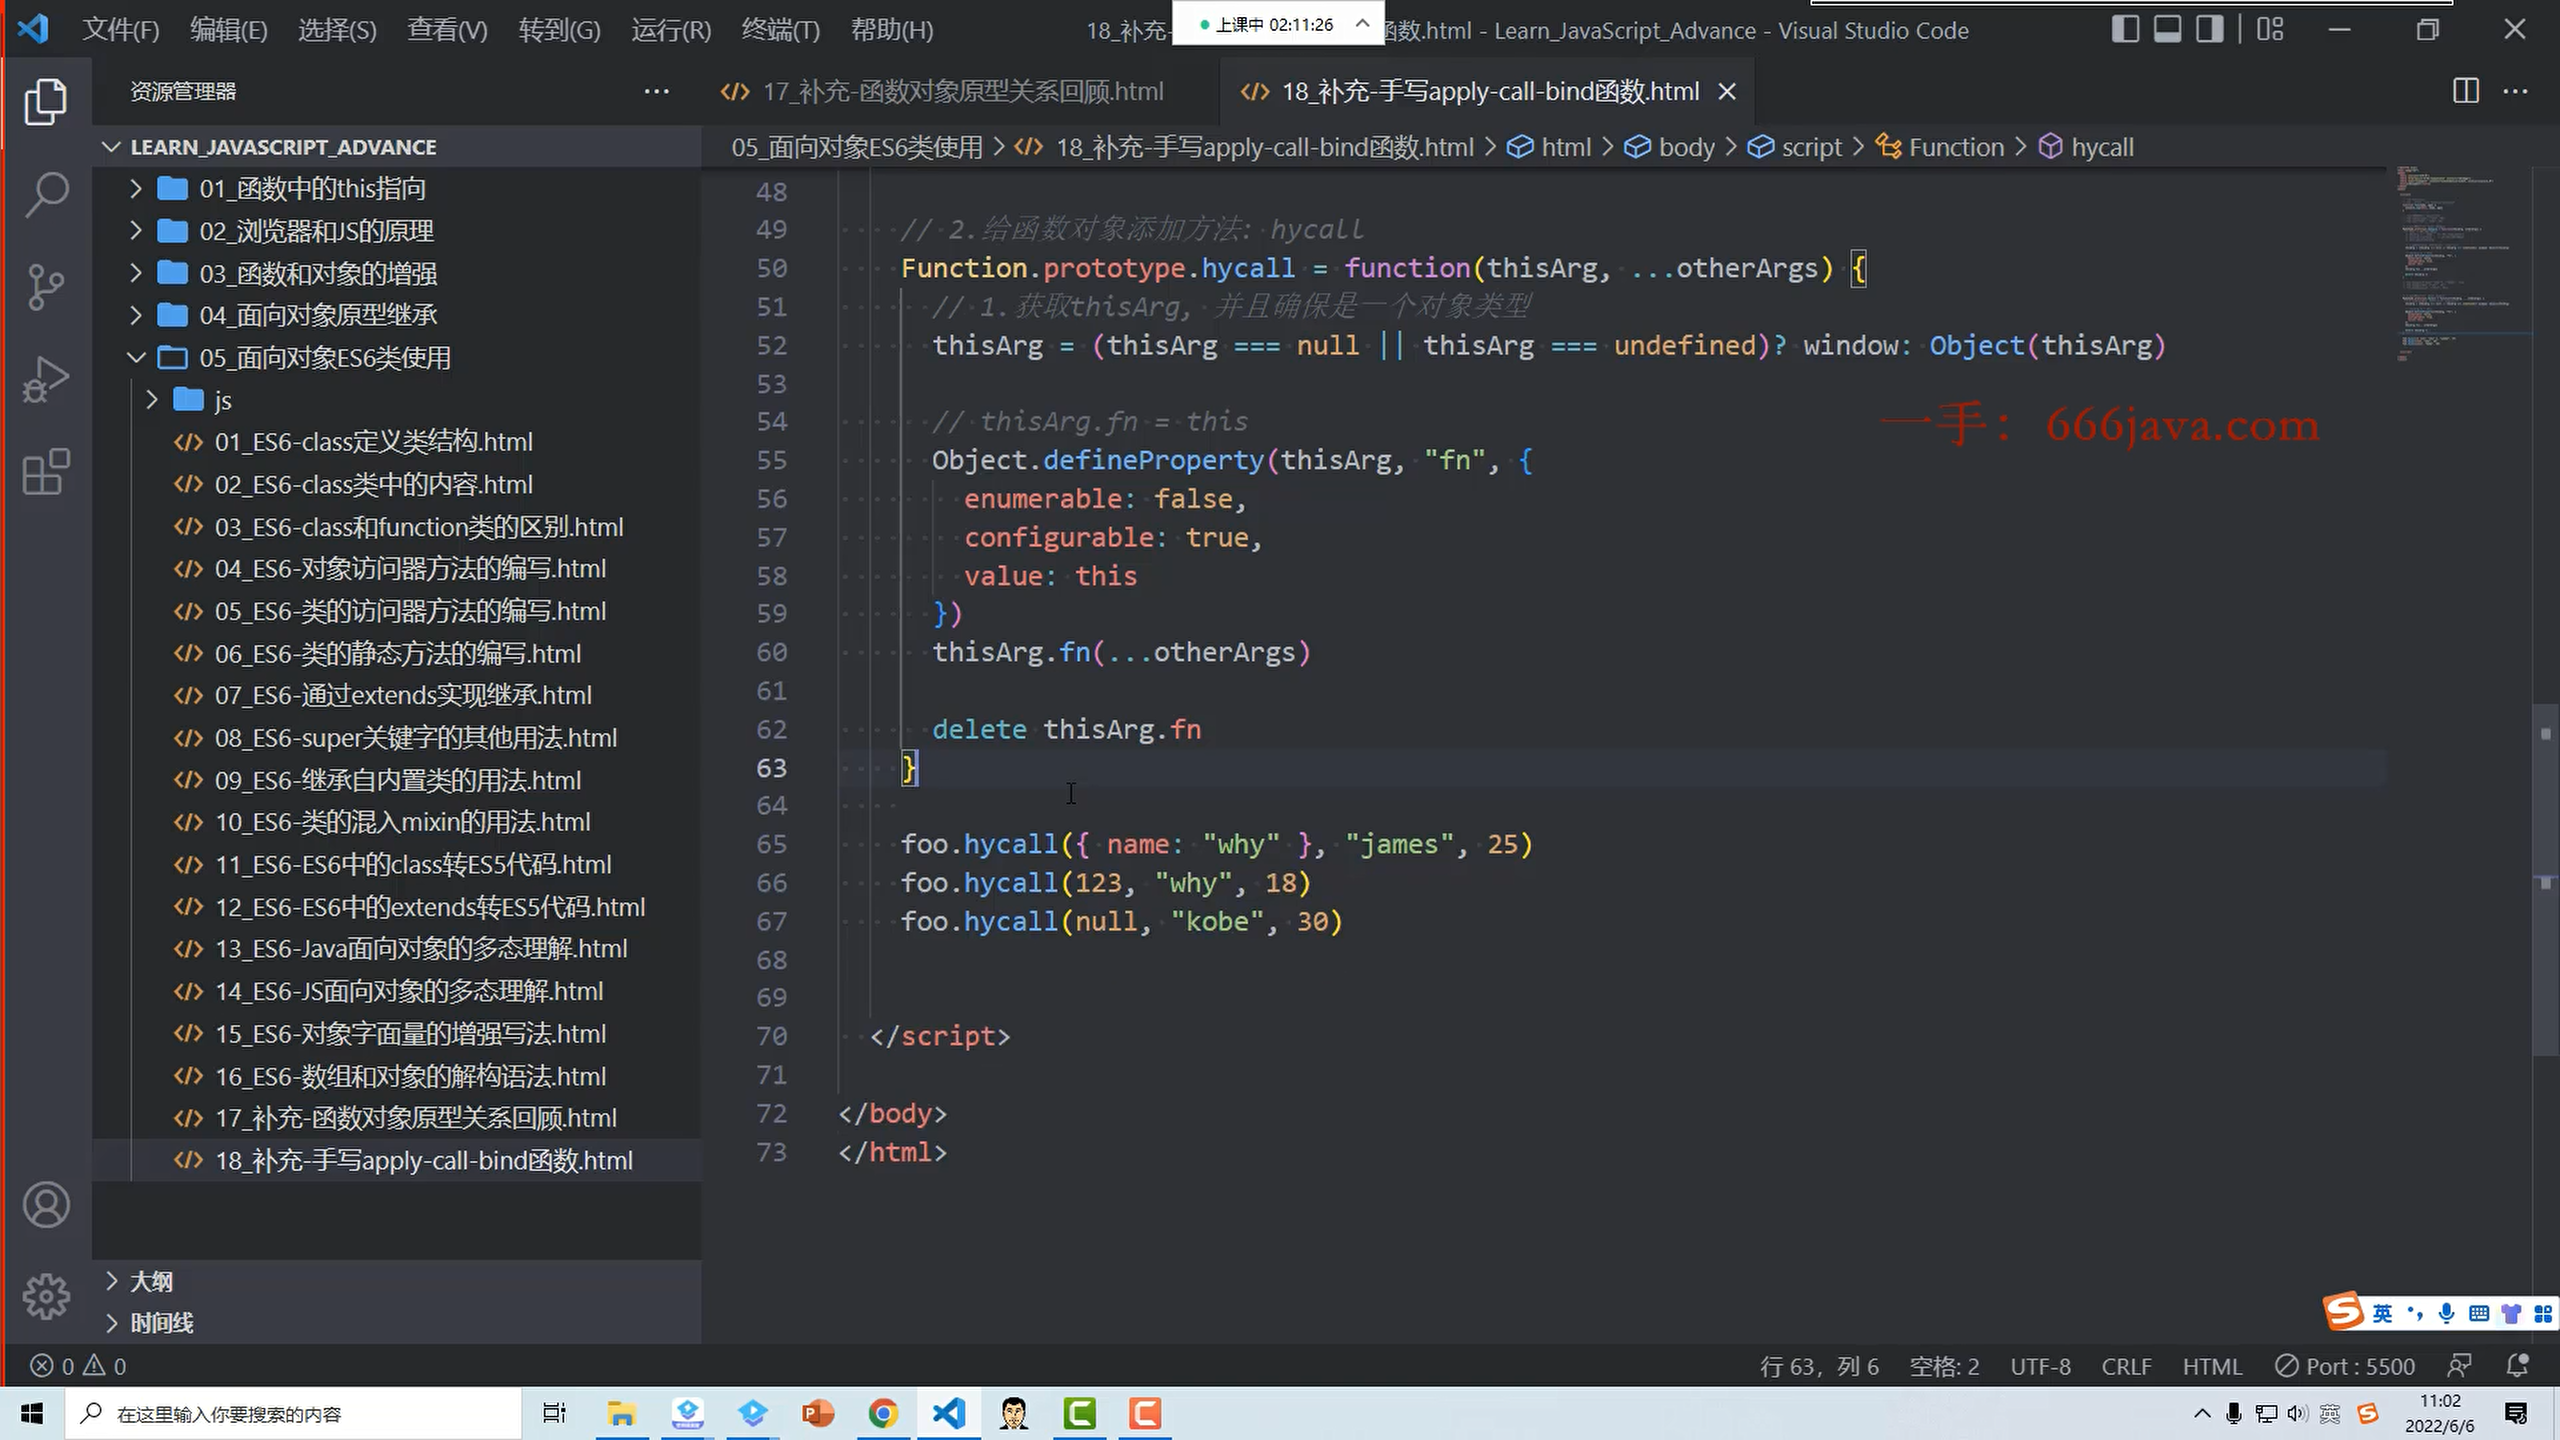 文件(F) 编辑(E) 选择(S) 查看(V) 转到(G) 运行(R) 终端(T) 帮助(H)
18_补充- 函数.html - Learn_JavaScript_Advance - Visual Studio Code
上课中 02:11:26
资源管理器
LEARN_JAVASCRIPT_ADVANCE
01_函数中的this指向
02_浏览器和JS的原理
03_函数和对象的增强
04_面向对象原型继承
05_面向对象ES6类使用
js
01_ES6-class定义类结构.html
02_ES6-class类中的内容.html
03_ES6-class和function类的区别.html
04_ES6-对象访问器方法的编写.html
05_ES6-类的访问器方法的编写.html
06_ES6-类的静态方法的编写.html
07_ES6-通过extends实现继承.html
08_ES6-super关键字的其他用法.html
09_ES6-继承自内置类的用法.html
10_ES6-类的混入mixin的用法.html
11_ES6-ES6中的class转ES5代码.html
12_ES6-ES6中的extends转ES5代码.html
13_ES6-Java面向对象的多态理解.html
14_ES6-JS面向对象的多态理解.html
15_ES6-对象字面量的增强写法.html
16_ES6-数组和对象的解构语法.html
17_补充-函数对象原型关系回顾.html
18_补充-手写apply-call-bind函数.html
大纲
时间线
17_补充-函数对象原型关系回顾.html
18_补充-手写apply-call-bind函数.html
05_面向对象ES6类使用 > 18_补充-手写apply-call-bind函数.html > html > body > script > Function > hycall
48
49 // 2.给函数对象添加方法: hycall
50 Function.prototype.hycall = function(thisArg, ...otherArgs) {
51 // 1.获取thisArg, 并且确保是一个对象类型
52 thisArg = (thisArg === null || thisArg === undefined)? window: Object(thisArg)
53
54 // thisArg.fn = this
55 Object.defineProperty(thisArg, "fn", {
56 enumerable: false,
57 configurable: true,
58 value: this
59 })
60 thisArg.fn(...otherArgs)
61
62 delete thisArg.fn
63 }
64
65 foo.hycall({ name: "why" }, "james", 25)
66 foo.hycall(123, "why", 18)
67 foo.hycall(null, "kobe", 30)
68
69
70 </script>
71
72 </body>
73 </html>
一手： 666java.com
英
0 0
行 63，列 6 空格: 2 UTF-8 CRLF HTML Port : 5500
在这里输入你要搜索的内容
英
11:02
2022/6/6